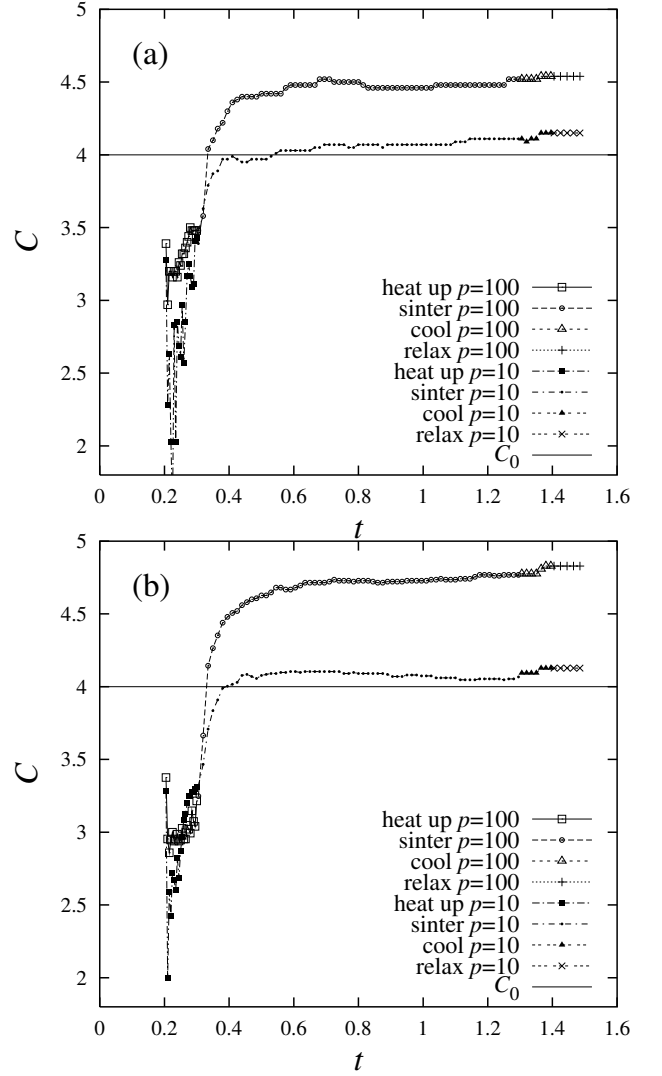 5
(a)
4.5
4
3.5
C
3
heat up p=100
sinter p=100
cool p=100
2.5
relax p=100
heat up p=10
sinter p=10
cool p=10
2
relax p=10
C0
0 0.2 0.4 0.6 0.8 1 1.2 1.4 1.6
t
5
(b)
4.5
4
3.5
C
3
heat up p=100
sinter p=100
cool p=100
2.5
relax p=100
heat up p=10
sinter p=10
cool p=10
2
relax p=10
C0
0 0.2 0.4 0.6 0.8 1 1.2 1.4 1.6
t